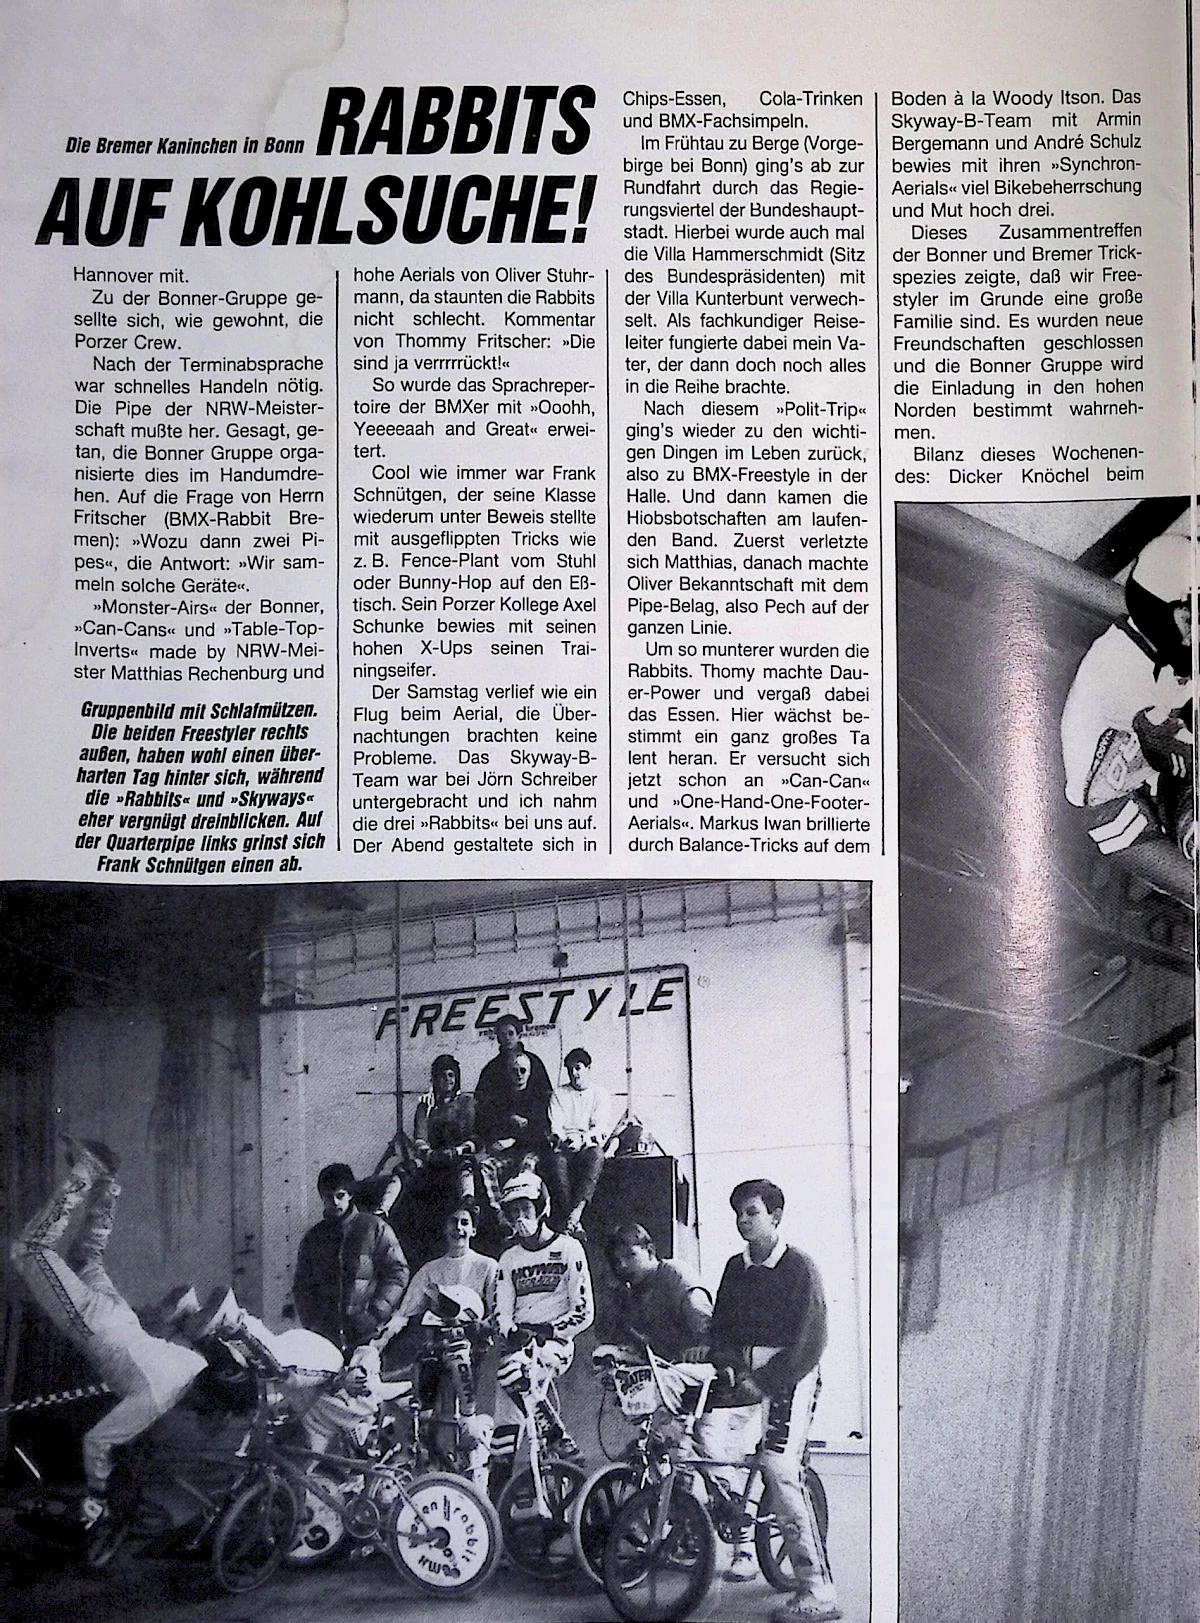 Die Bremer Kaninchen in Bonn RABBITS
AUF KOHLSUCHE!
Hannover mit.
Zu der Bonner-Gruppe ge-
sellte sich, wie gewohnt, die
Porzer Crew.
Nach der Terminabsprache
war schnelles Handeln nötig.
Die Pipe der NRW-Meister-
schaft mußte her. Gesagt, ge-
tan, die Bonner Gruppe orga-
nisierte dies im Handumdre-
hen. Auf die Frage von Herrn
Fritscher (BMX-Rabbit Bre-
men): »Wozu dann zwei Pi-
pes«, die Antwort: »Wir sam-
meln solche Geräte«.
»Monster-Airs« der Bonner,
»Can-Cans« und »Table-Top-
Inverts« made by NRW-Mei-
ster Matthias Rechenburg und
Gruppenbild mit Schlafmützen.
Die beiden Freestyler rechts
außen, haben wohl einen über-
harten Tag hinter sich, während
die »Rabbits« und »Skyways«
eher vergnügt dreinblicken. Auf
der Quarterpipe links grinst sich
Frank Schnütgen einen ab.
hohe Aerials von Oliver Stuhr-
mann, da staunten die Rabbits
nicht schlecht. Kommentar
von Thommy Fritscher: »Die
sind ja verrrrrückt!«
So wurde das Sprachreper-
toire der BMXer mit »Ooohh,
Yeeeeaah and Great« erwei-
tert.
Cool wie immer war Frank
Schnütgen, der seine Klasse
wiederum unter Beweis stellte
mit ausgeflippten Tricks wie
z. B. Fence-Plant vom Stuhl
oder Bunny-Hop auf den Eß-
tisch. Sein Porzer Kollege Axel
Schunke bewies mit seinen
hohen X-Ups seinen Trai-
ningseifer.
Der Samstag verlief wie ein
Flug beim Aerial, die Über-
nachtungen brachten keine
Probleme. Das Skyway-B-
Team war bei Jörn Schreiber
untergebracht und ich nahm
die drei »Rabbits« bei uns auf.
Der Abend gestaltete sich in
Chips-Essen, Cola-Trinken
und BMX-Fachsimpeln.
Im Frühtau zu Berge (Vorge-
birge bei Bonn) ging's ab zur
Rundfahrt durch das Regie-
rungsviertel der Bundeshaupt-
stadt. Hierbei wurde auch mal
die Villa Hammerschmidt (Sitz
des Bundespräsidenten) mit
der Villa Kunterbunt verwech-
selt. Als fachkundiger Reise-
leiter fungierte dabei mein Va-
ter, der dann doch noch alles
in die Reihe brachte.
Nach diesem »Polit-Trip«
ging's wieder zu den wichti-
gen Dingen im Leben zurück,
also zu BMX-Freestyle in der
Halle. Und dann kamen die
Hiobsbotschaften am laufen-
den Band. Zuerst verletzte
sich Matthias, danach machte
Oliver Bekanntschaft mit dem
Pipe-Belag, also Pech auf der
ganzen Linie.
Um so munterer wurden die
Rabbits. Thomy machte Dau-
er-Power und vergaß dabei
das Essen. Hier wächst be-
stimmt ein ganz großes Ta
lent heran. Er versucht sich
jetzt schon an »Can-Can«
und »One-Hand-One-Footer-
Aerials«. Markus Iwan brillierte
durch Balance-Tricks auf dem
Boden à la Woody Itson. Das
Skyway-B-Team mit Armin
Bergemann und André Schulz
bewies mit ihren »Synchron-
Aerials« viel Bikebeherrschung
und Mut hoch drei.
Dieses Zusammentreffen
der Bonner und Bremer Trick-
spezies zeigte, daß wir Free-
styler im Grunde eine große
Familie sind. Es wurden neue
Freundschaften geschlossen
und die Bonner Gruppe wird
die Einladung in den hohen
Norden bestimmt wahrneh-
men.
Bilanz dieses Wochenen-
des: Dicker Knöchel beim
FREESTYLE
bremen
SKYWAY
rabbit